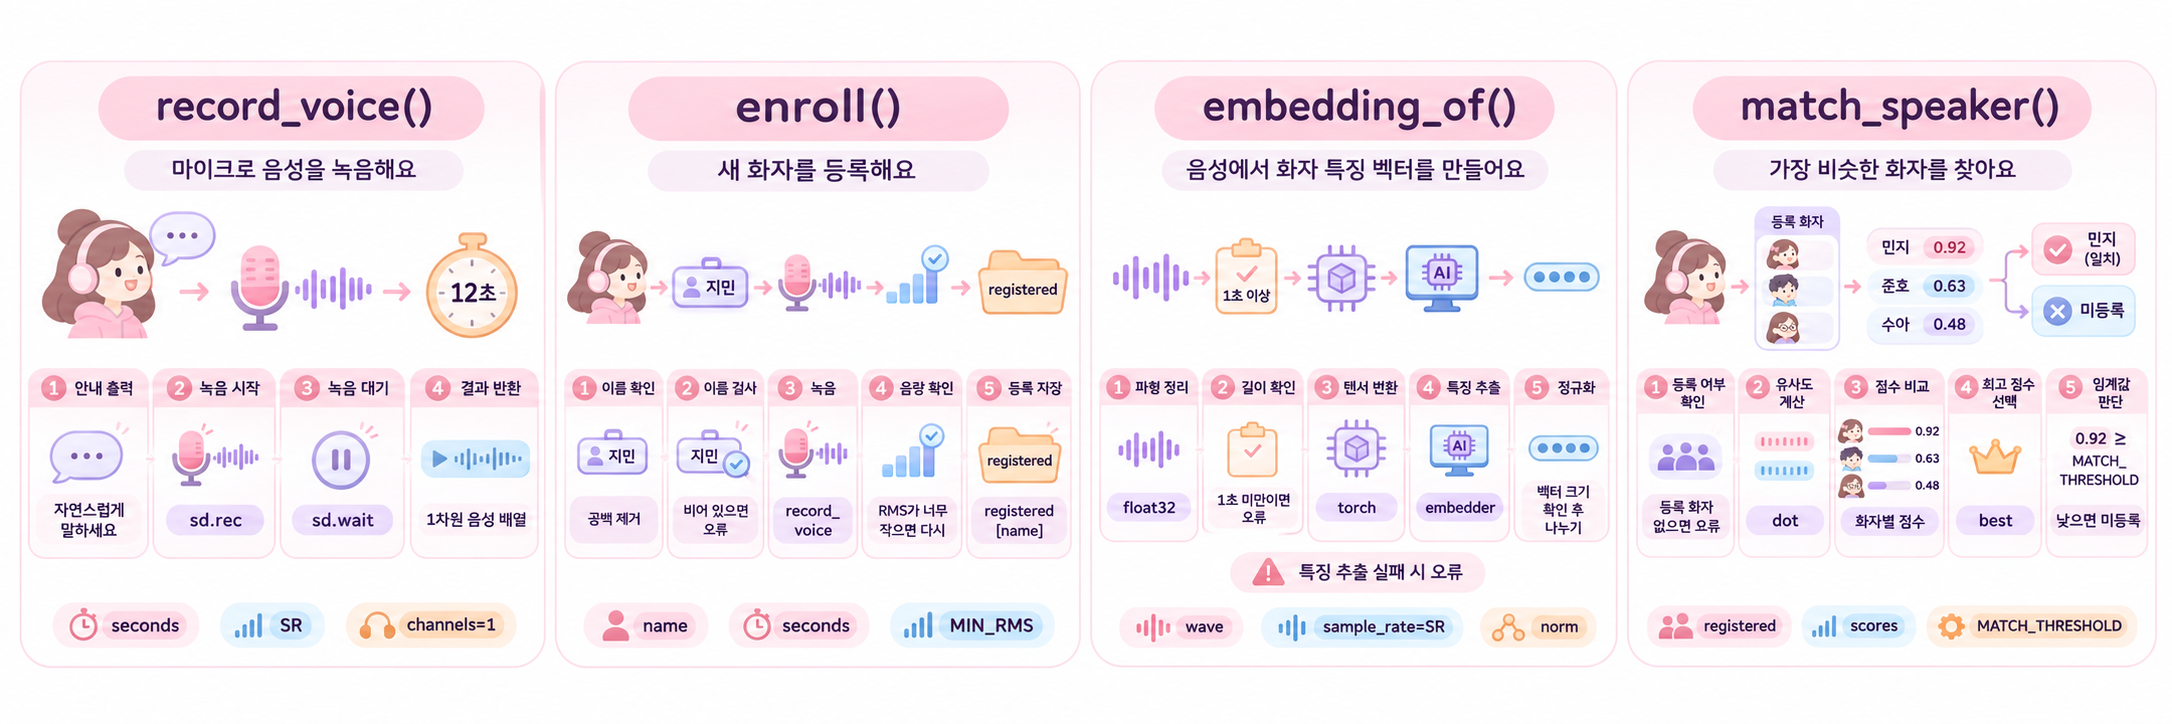 record_voice()
마이크로 음성을 녹음해요
12초
1 안내 출력
자연스럽게
말하세요
2 녹음 시작
sd.rec
3 녹음 대기
sd.wait
4 결과 반환
1차원 음성 배열
seconds
SR
channels=1
enroll()
새 화자를 등록해요
지민
registered
1 이름 확인
지민
공백 제거
2 이름 검사
지민
비어 있으면
오류
3 녹음
record_
voice
4 음량 확인
RMS가 너무
작으면 다시
5 등록 저장
registered
registered
[name]
name
seconds
MIN_RMS
embedding_of()
음성에서 화자 특징 벡터를 만들어요
1초 이상
AI
1 파형 정리
float32
2 길이 확인
1초 미만이면
오류
3 텐서 변환
torch
4 특징 추출
AI
embedder
5 정규화
벡터 크기
확인 후
나누기
특징 추출 실패 시 오류
wave
sample_rate=SR
norm
match_speaker()
가장 비슷한 화자를 찾아요
등록 화자
민지 0.92
준호 0.63
수아 0.48
민지
(일치)
미등록
1 등록 여부
확인
등록 화자
없으면 오류
2 유사도
계산
dot
3 점수 비교
0.92
0.63
0.48
화자별 점수
4 최고 점수
선택
best
5 임계값
판단
0.92 ≥
MATCH_
THRESHOLD
낮으면 미등록
registered
scores
MATCH_THRESHOLD